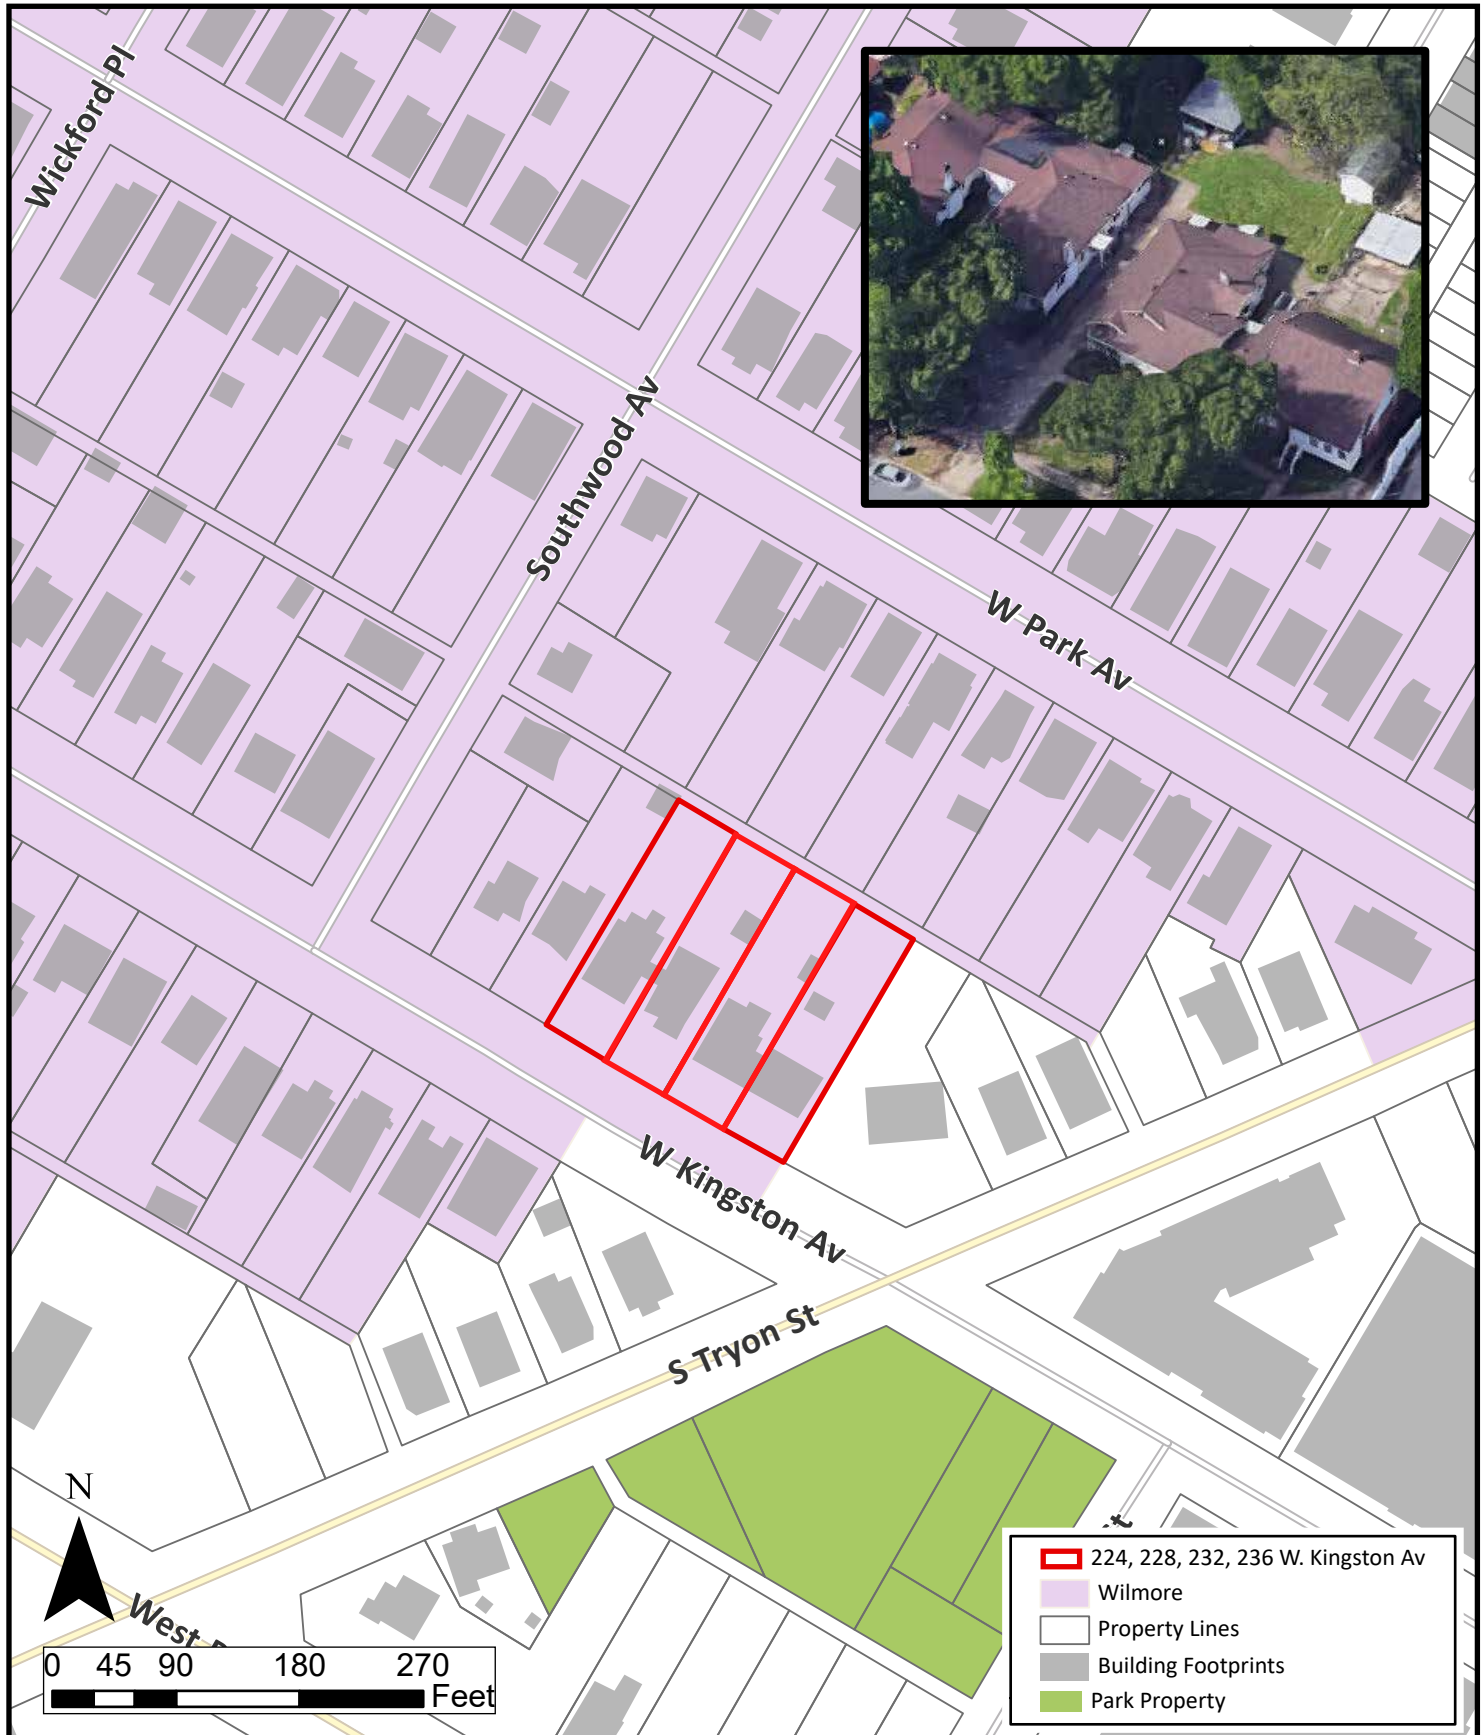 Wickford Pl
Southwood Av
W Park Av
W Kingston Av
S Tryon St
N
West
0 45 90 180 270
Feet
224, 228, 232, 236 W. Kingston Av
Wilmore
Property Lines
Building Footprints
Park Property